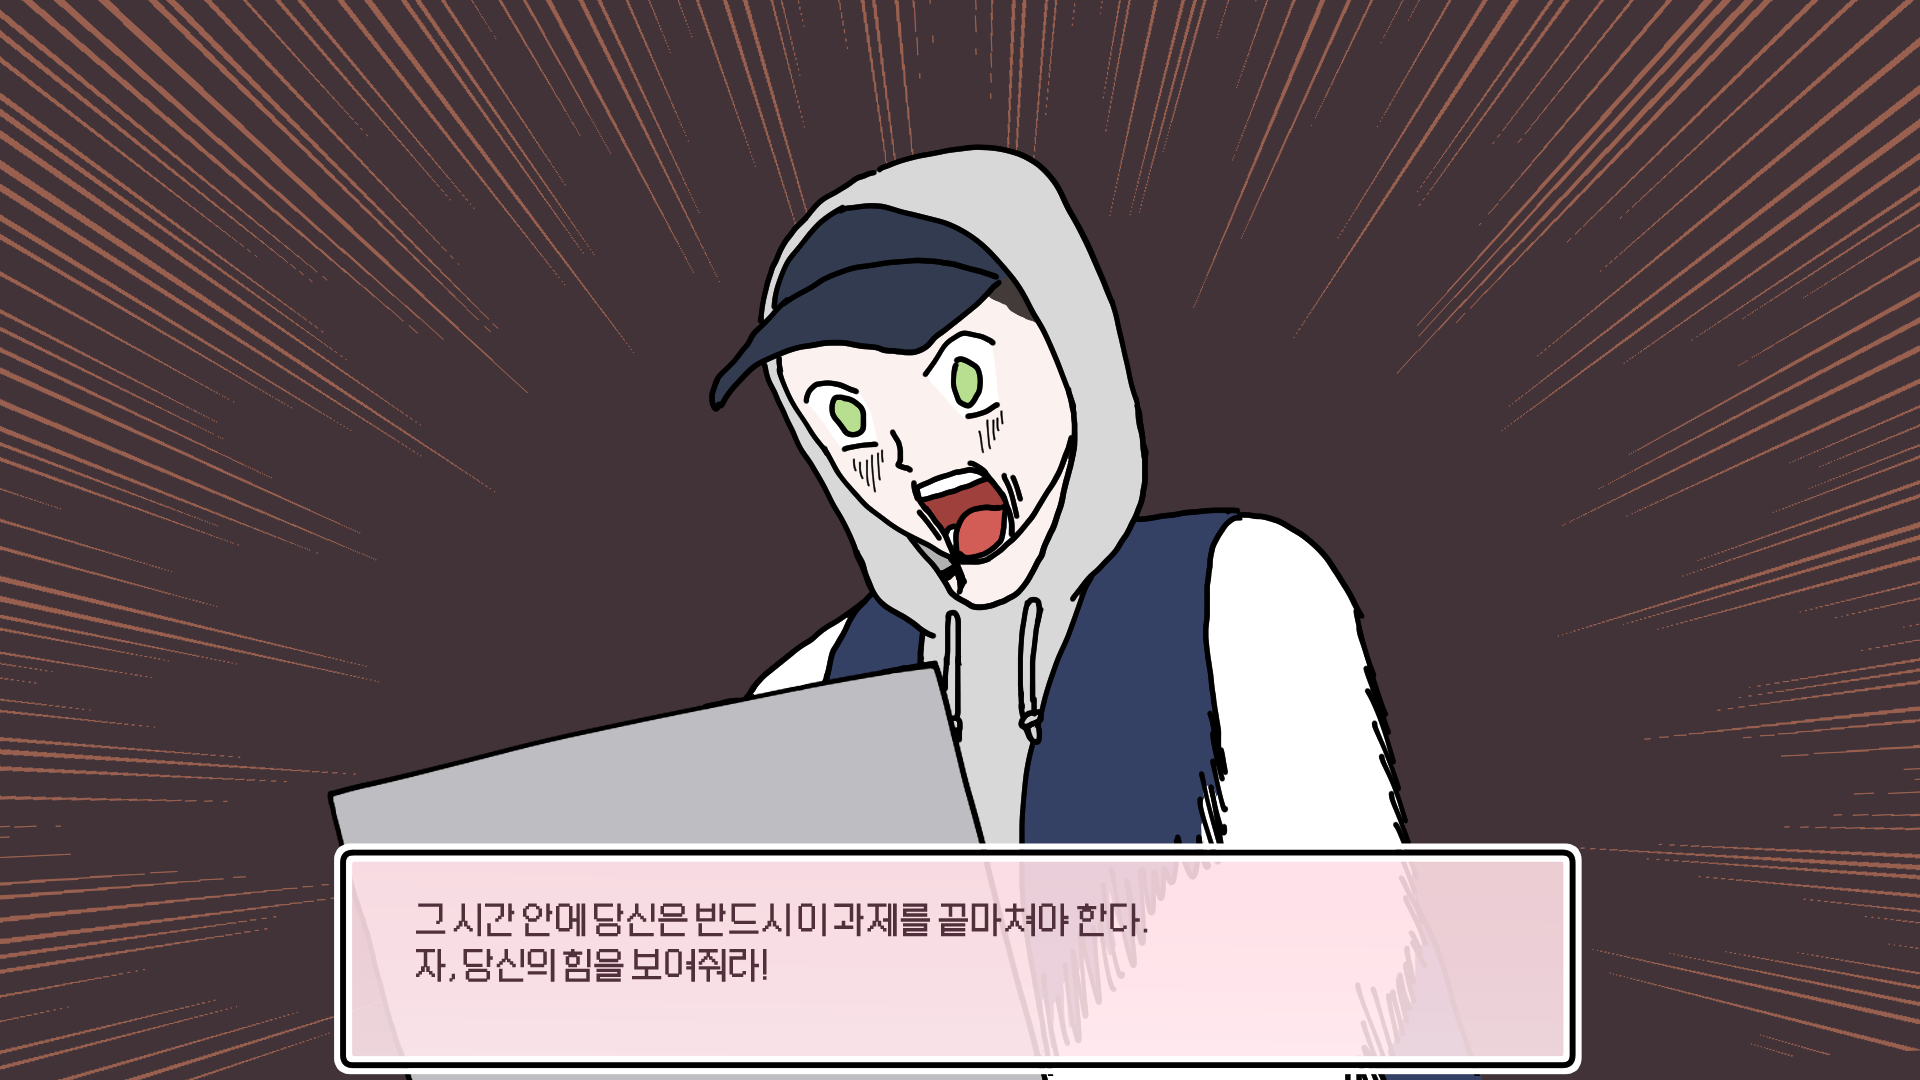 그 시간 안에 당신은 반드시 이 과제를 끝마쳐야 한다.
자, 당신의 힘을 보여줘라!